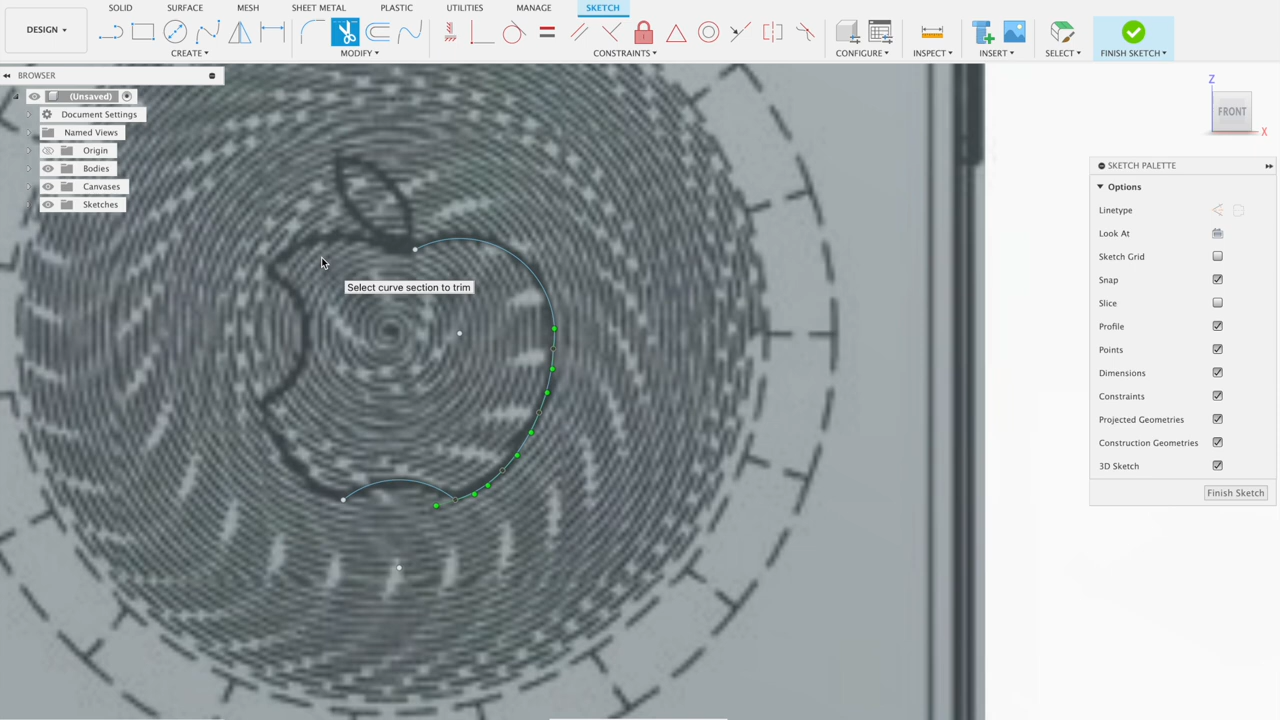 SOLID SURFACE MESH SHEET METAL PLASTIC UTILITIES MANAGE SKETCH
DESIGN
CREATE MODIFY CONSTRAINTS CONFIGURE INSPECT INSERT SELECT FINISH SKETCH
BROWSER
(Unsaved)
Document Settings
Named Views
Origin
Bodies
Canvases
Sketches
Z
FRONT
X
SKETCH PALETTE
Options
Linetype
Look At
Sketch Grid
Snap
Slice
Profile
Points
Dimensions
Constraints
Projected Geometries
Construction Geometries
3D Sketch
Finish Sketch
Select curve section to trim